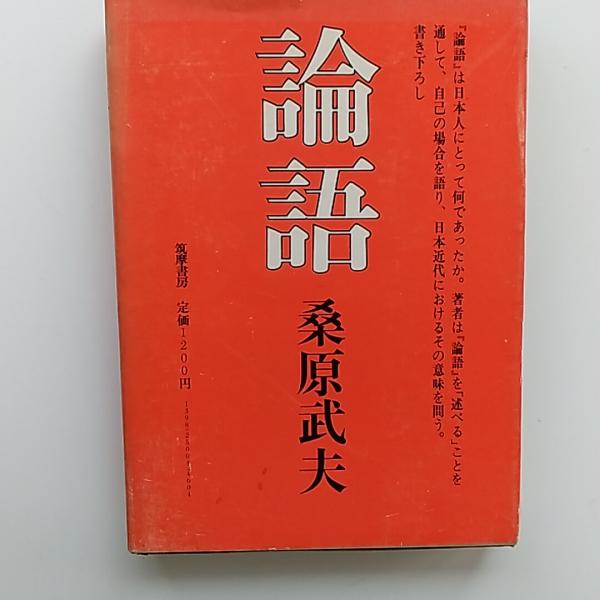 『論語』は日本人にとって何であったか。著者は『論語』を「述べる」ことを
通して、自己の場合を語り、日本近代におけるその意味を問う。
書き下ろし
論語
桑原武夫
筑摩書房 定価1200円